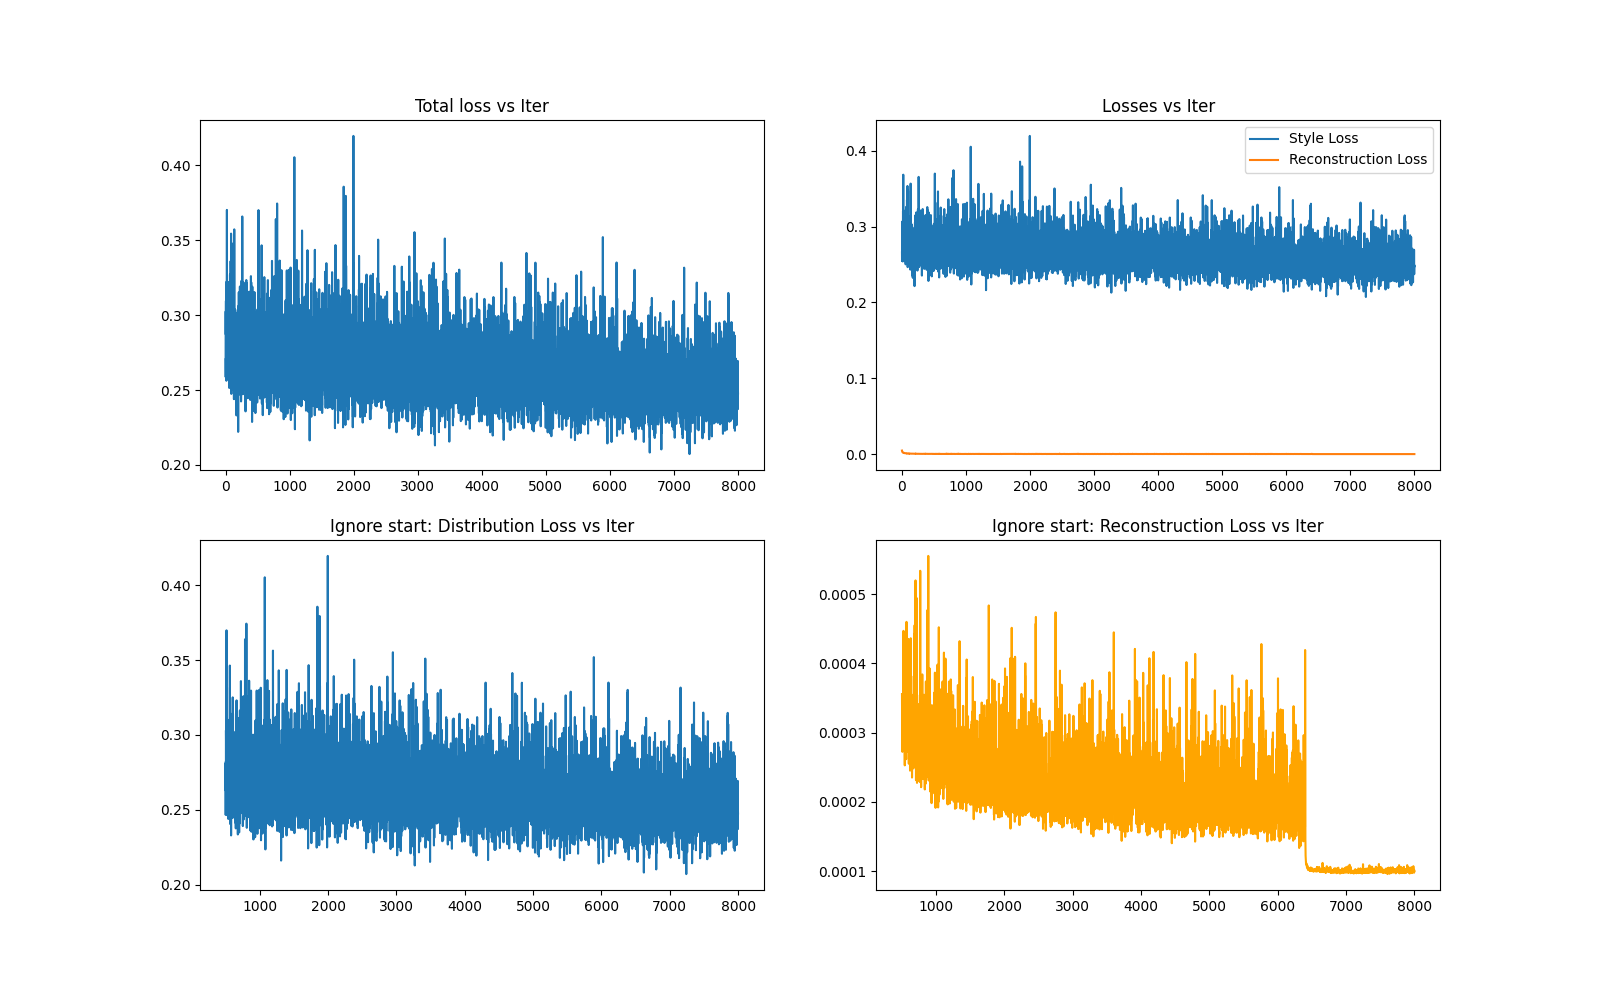 Total loss vs Iter
0.40
0.35
0.30
0.25
0.20
0 1000 2000 3000 4000 5000 6000 7000 8000
Losses vs Iter
Style Loss
Reconstruction Loss
0.4
0.3
0.2
0.1
0.0
0 1000 2000 3000 4000 5000 6000 7000 8000
Ignore start: Distribution Loss vs Iter
0.40
0.35
0.30
0.25
0.20
1000 2000 3000 4000 5000 6000 7000 8000
Ignore start: Reconstruction Loss vs Iter
0.0005
0.0004
0.0003
0.0002
0.0001
1000 2000 3000 4000 5000 6000 7000 8000